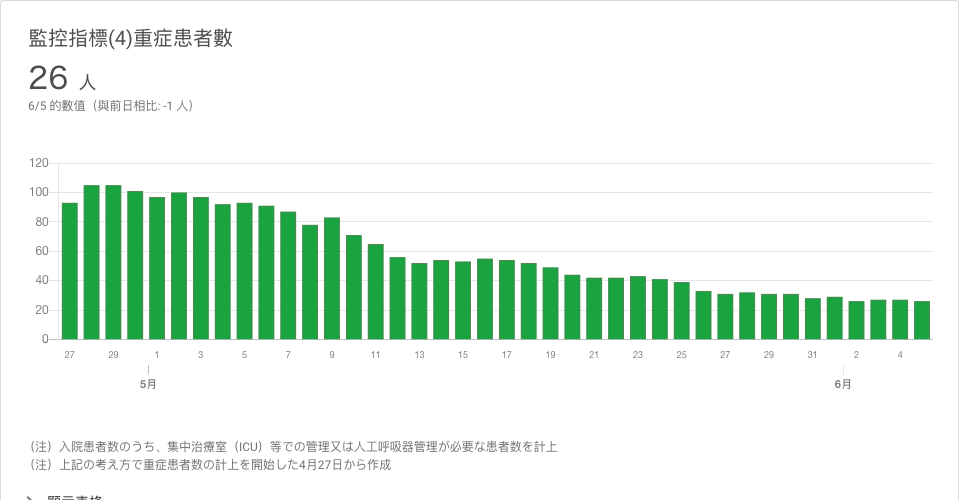 監控指標(4)重症患者數
26 人
6/5 的數值（與前日相比: -1 人）
120
100
80
60
40
20
0
27 29 1 3 5 7 9 11 13 15 17 19 21 23 25 27 29 31 2 4
5月 6月
（注）入院患者数のうち、集中治療室（ICU）等での管理又は人工呼吸器管理が必要な患者数を計上
（注）上記の考え方で重症患者数の計上を開始した4月27日から作成
顯示表格